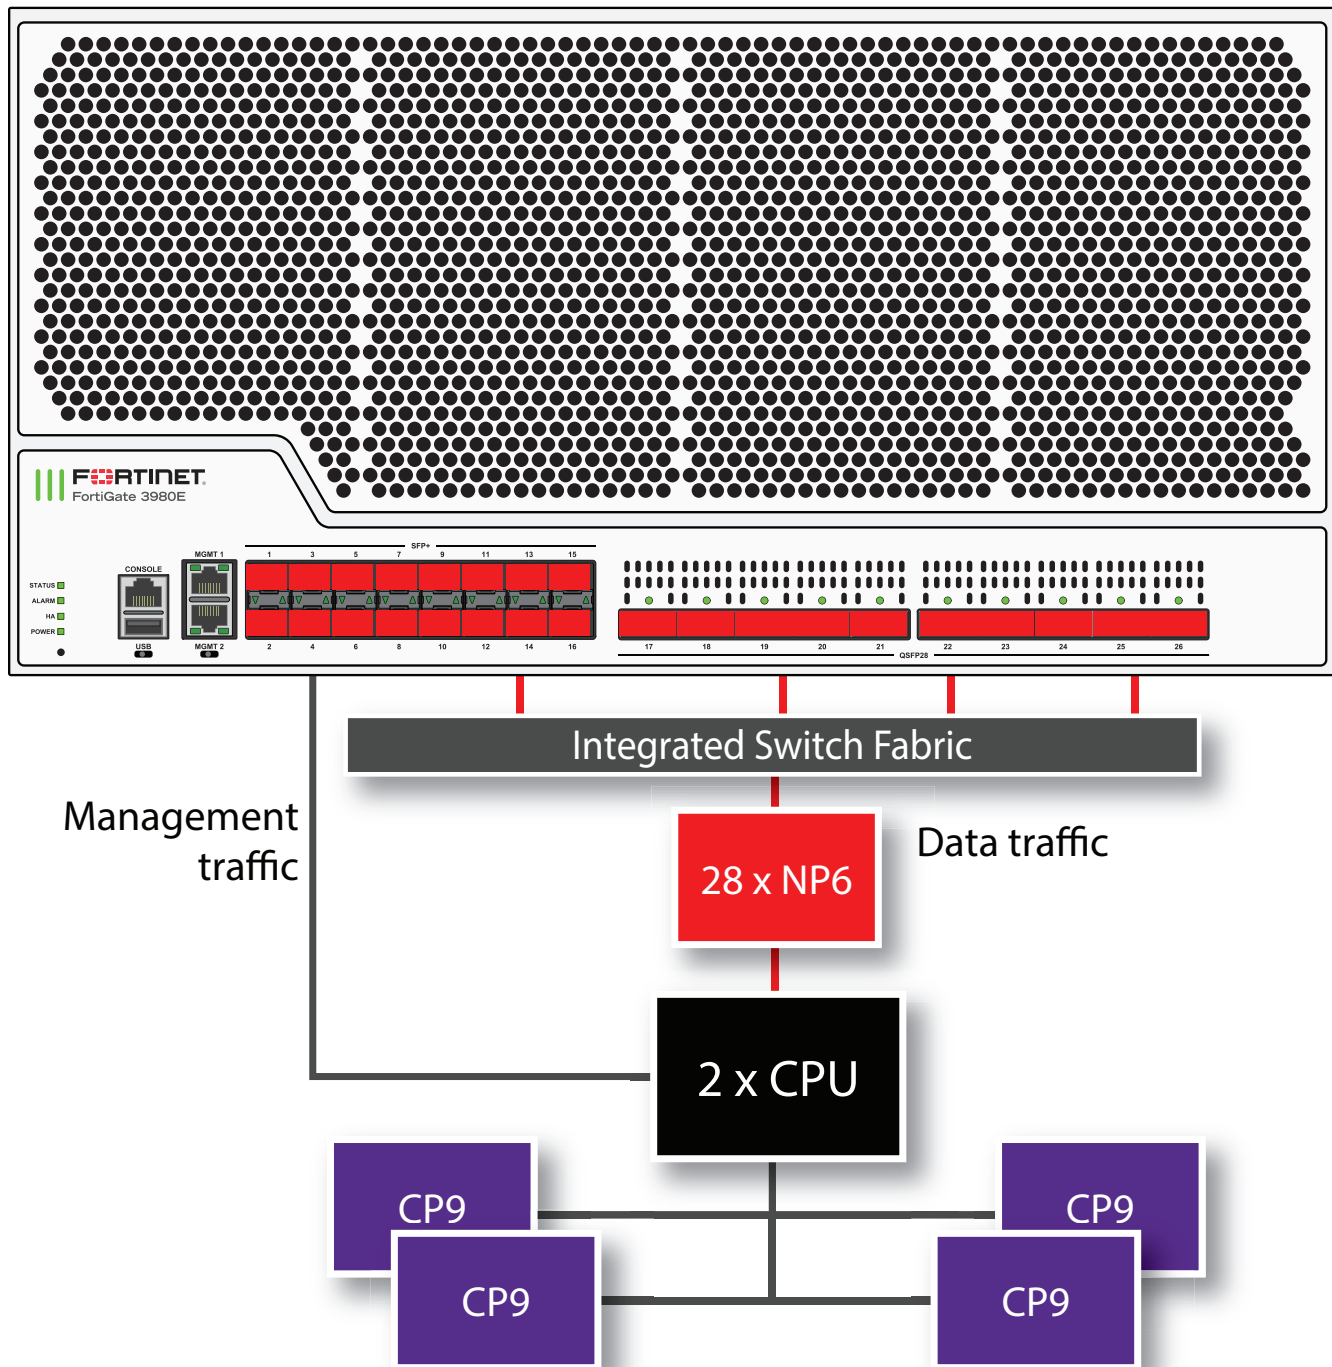 FORTINET
FortiGate 3980E
SFP+
MGMT 1 1 3 5 7 9 11 13 15
CONSOLE
STATUS
ALARM
HA
POWER
USB MGMT 2 2 4 6 8 10 12 14 16 17 18 19 20 21 22 23 24 25 26
QSFP28
Integrated Switch Fabric
Management
traffic
Data traffic
28 x NP6
2 x CPU
CP9 CP9
CP9 CP9